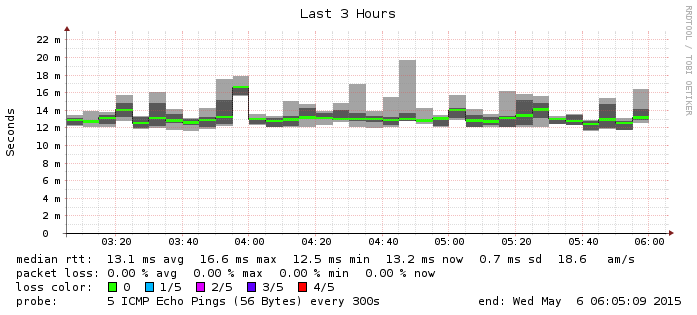 Last 3 Hours
RRDTOOL / TOBI OETIKER
Seconds
22 m
20 m
18 m
16 m
14 m
12 m
10 m
8 m
6 m
4 m
2 m
0
03:20 03:40 04:00 04:20 04:40 05:00 05:20 05:40 06:00
median rtt: 13.1 ms avg 16.6 ms max 12.5 ms min 13.2 ms now 0.7 ms sd 18.6 am/s
packet loss: 0.00 % avg 0.00 % max 0.00 % min 0.00 % now
loss color: 0 1/5 2/5 3/5 4/5
probe: 5 ICMP Echo Pings (56 Bytes) every 300s end: Wed May 6 06:05:09 2015